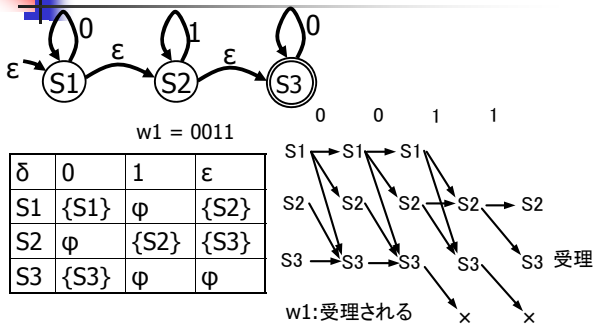 0 1 0
ε ε ε
S1 S2 S3
w1 = 0011
δ 0 1 ε
S1 {S1} φ {S2}
S2 φ {S2} {S3}
S3 {S3} φ φ
0 0 1 1
S1 S1 S1
S2 S2 S2 S2 S2
S3 S3 S3 S3 S3 受理
w1:受理される × ×